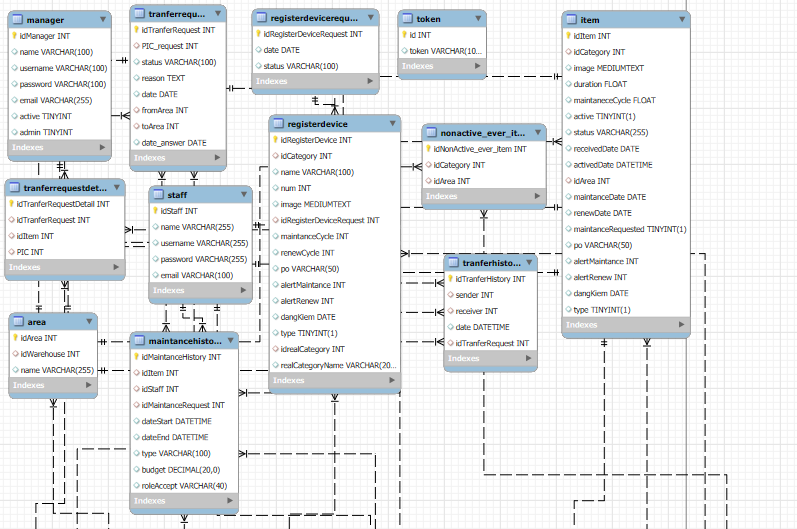 manager
idManager INT
name VARCHAR(100)
username VARCHAR(100)
password VARCHAR(100)
email VARCHAR(255)
active TINYINT
admin TINYINT
Indexes
tranferrequ...
idTranferRequest INT
PIC_request INT
status VARCHAR(100)
reason TEXT
date DATE
fromArea INT
toArea INT
date_answer DATE
Indexes
registerdevicerequ...
idRegisterDeviceRequest INT
date DATE
status VARCHAR(100)
Indexes
token
id INT
token VARCHAR(10...
Indexes
item
idItem INT
idCategory INT
image MEDIUMTEXT
duration FLOAT
maintanceCycle FLOAT
active TINYINT(1)
status VARCHAR(255)
receivedDate DATE
activedDate DATETIME
idArea INT
maintanceDate DATE
renewDate DATE
maintanceRequested TINYINT(1)
po VARCHAR(50)
alertMaintance INT
alertRenew INT
dangKiem DATE
type TINYINT(1)
Indexes
registerdevice
idRegisterDevice INT
idCategory INT
name VARCHAR(100)
num INT
image MEDIUMTEXT
idRegisterDeviceRequest INT
maintanceCycle INT
renewCycle INT
po VARCHAR(50)
alertMaintance INT
alertRenew INT
dangKiem DATE
type TINYINT(1)
idrealCategory INT
realCategoryName VARCHAR(20...
Indexes
nonactive_ever_it...
idNonActive_ever_item INT
idCategory INT
idArea INT
Indexes
tranferrequestdet...
idTranferRequestDetail INT
idTranferRequest INT
idItem INT
PIC INT
Indexes
staff
idStaff INT
name VARCHAR(255)
username VARCHAR(255)
password VARCHAR(255)
email VARCHAR(100)
Indexes
tranferhisto...
idTranferHistory INT
sender INT
receiver INT
date DATETIME
idTranferRequest INT
Indexes
area
idArea INT
idWarehouse INT
name VARCHAR(255)
Indexes
maintancehisto...
idMaintanceHistory INT
idItem INT
idStaff INT
idMaintanceRequest INT
dateStart DATETIME
dateEnd DATETIME
type VARCHAR(100)
budget DECIMAL(20,0)
roleAccept VARCHAR(40)
Indexes